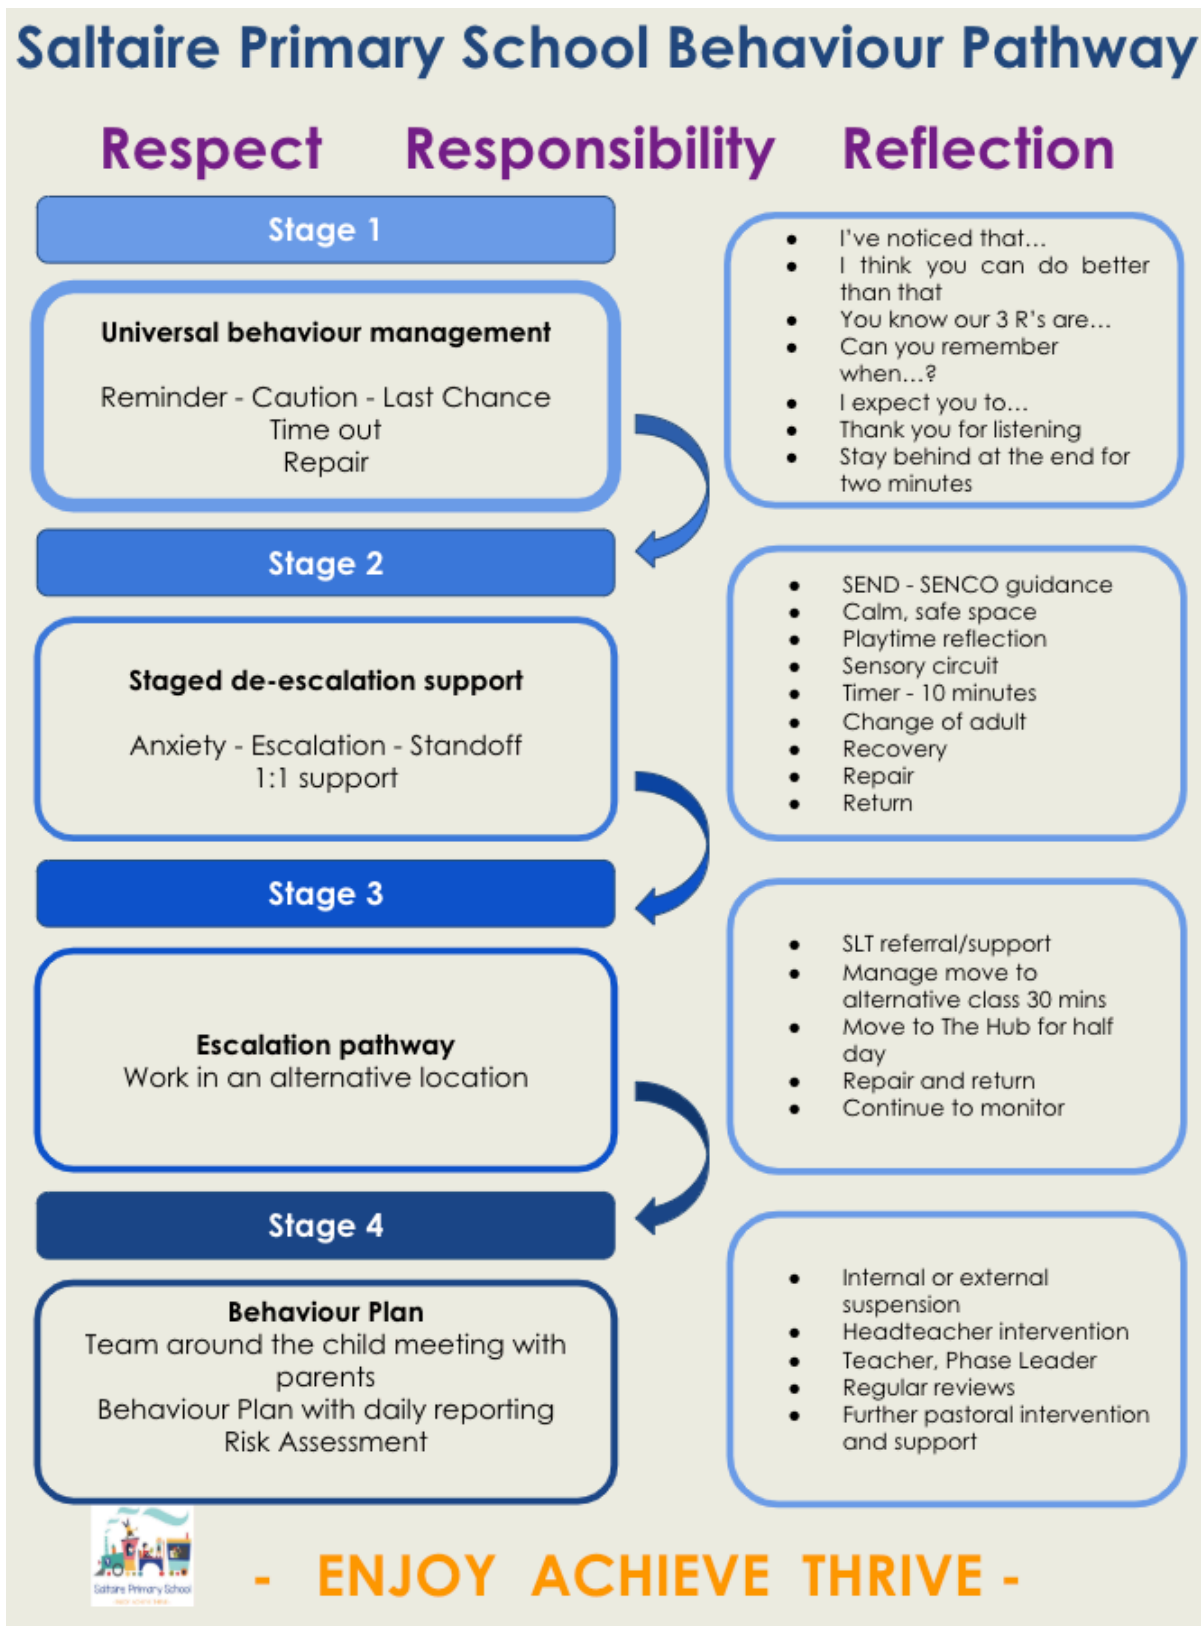 Saltaire Primary School Behaviour Pathway
Respect Responsibility Reflection
Stage 1
Universal behaviour management
Reminder - Caution - Last Chance
Time out
Repair
• I've noticed that...
• I think you can do better
than that
• You know our 3 R's are...
• Can you remember
when...?
• I expect you to...
• Thank you for listening
• Stay behind at the end for
two minutes
Stage 2
Staged de-escalation support
Anxiety - Escalation - Standoff
1:1 support
• SEND - SENCO guidance
• Calm, safe space
• Playtime reflection
• Sensory circuit
• Timer - 10 minutes
• Change of adult
• Recovery
• Repair
• Return
Stage 3
Escalation pathway
Work in an alternative location
• SLT referral/support
• Manage move to
alternative class 30 mins
• Move to The Hub for half
day
• Repair and return
• Continue to monitor
Stage 4
Behaviour Plan
Team around the child meeting with
parents
Behaviour Plan with daily reporting
Risk Assessment
• Internal or external
suspension
• Headteacher intervention
• Teacher, Phase Leader
• Regular reviews
• Further pastoral intervention
and support
Saltaire Primary School
- ENJOY ACHIEVE THRIVE -
- ENJOY ACHIEVE THRIVE -